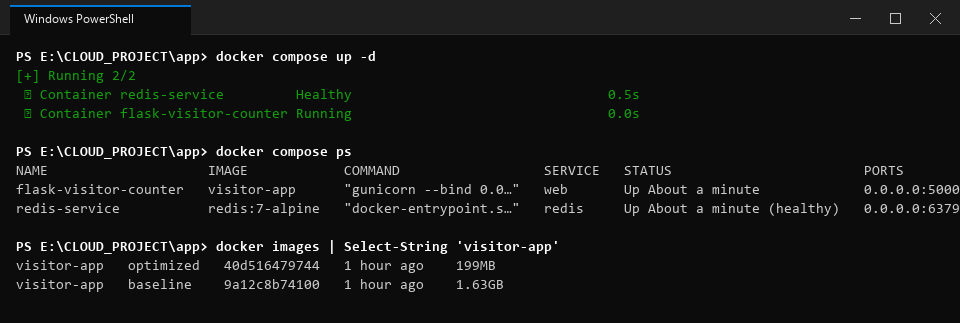 Windows PowerShell
PS E:\CLOUD_PROJECT\app> docker compose up -d
[+] Running 2/2
Container redis-service Healthy 0.5s
Container flask-visitor-counter Running 0.0s
PS E:\CLOUD_PROJECT\app> docker compose ps
NAME IMAGE COMMAND SERVICE STATUS PORTS
flask-visitor-counter visitor-app "gunicorn --bind 0.0…" web Up About a minute 0.0.0.0:5000
redis-service redis:7-alpine "docker-entrypoint.s…" redis Up About a minute (healthy) 0.0.0.0:6379
PS E:\CLOUD_PROJECT\app> docker images | Select-String 'visitor-app'
visitor-app optimized 40d516479744 1 hour ago 199MB
visitor-app baseline 9a12c8b74100 1 hour ago 1.63GB